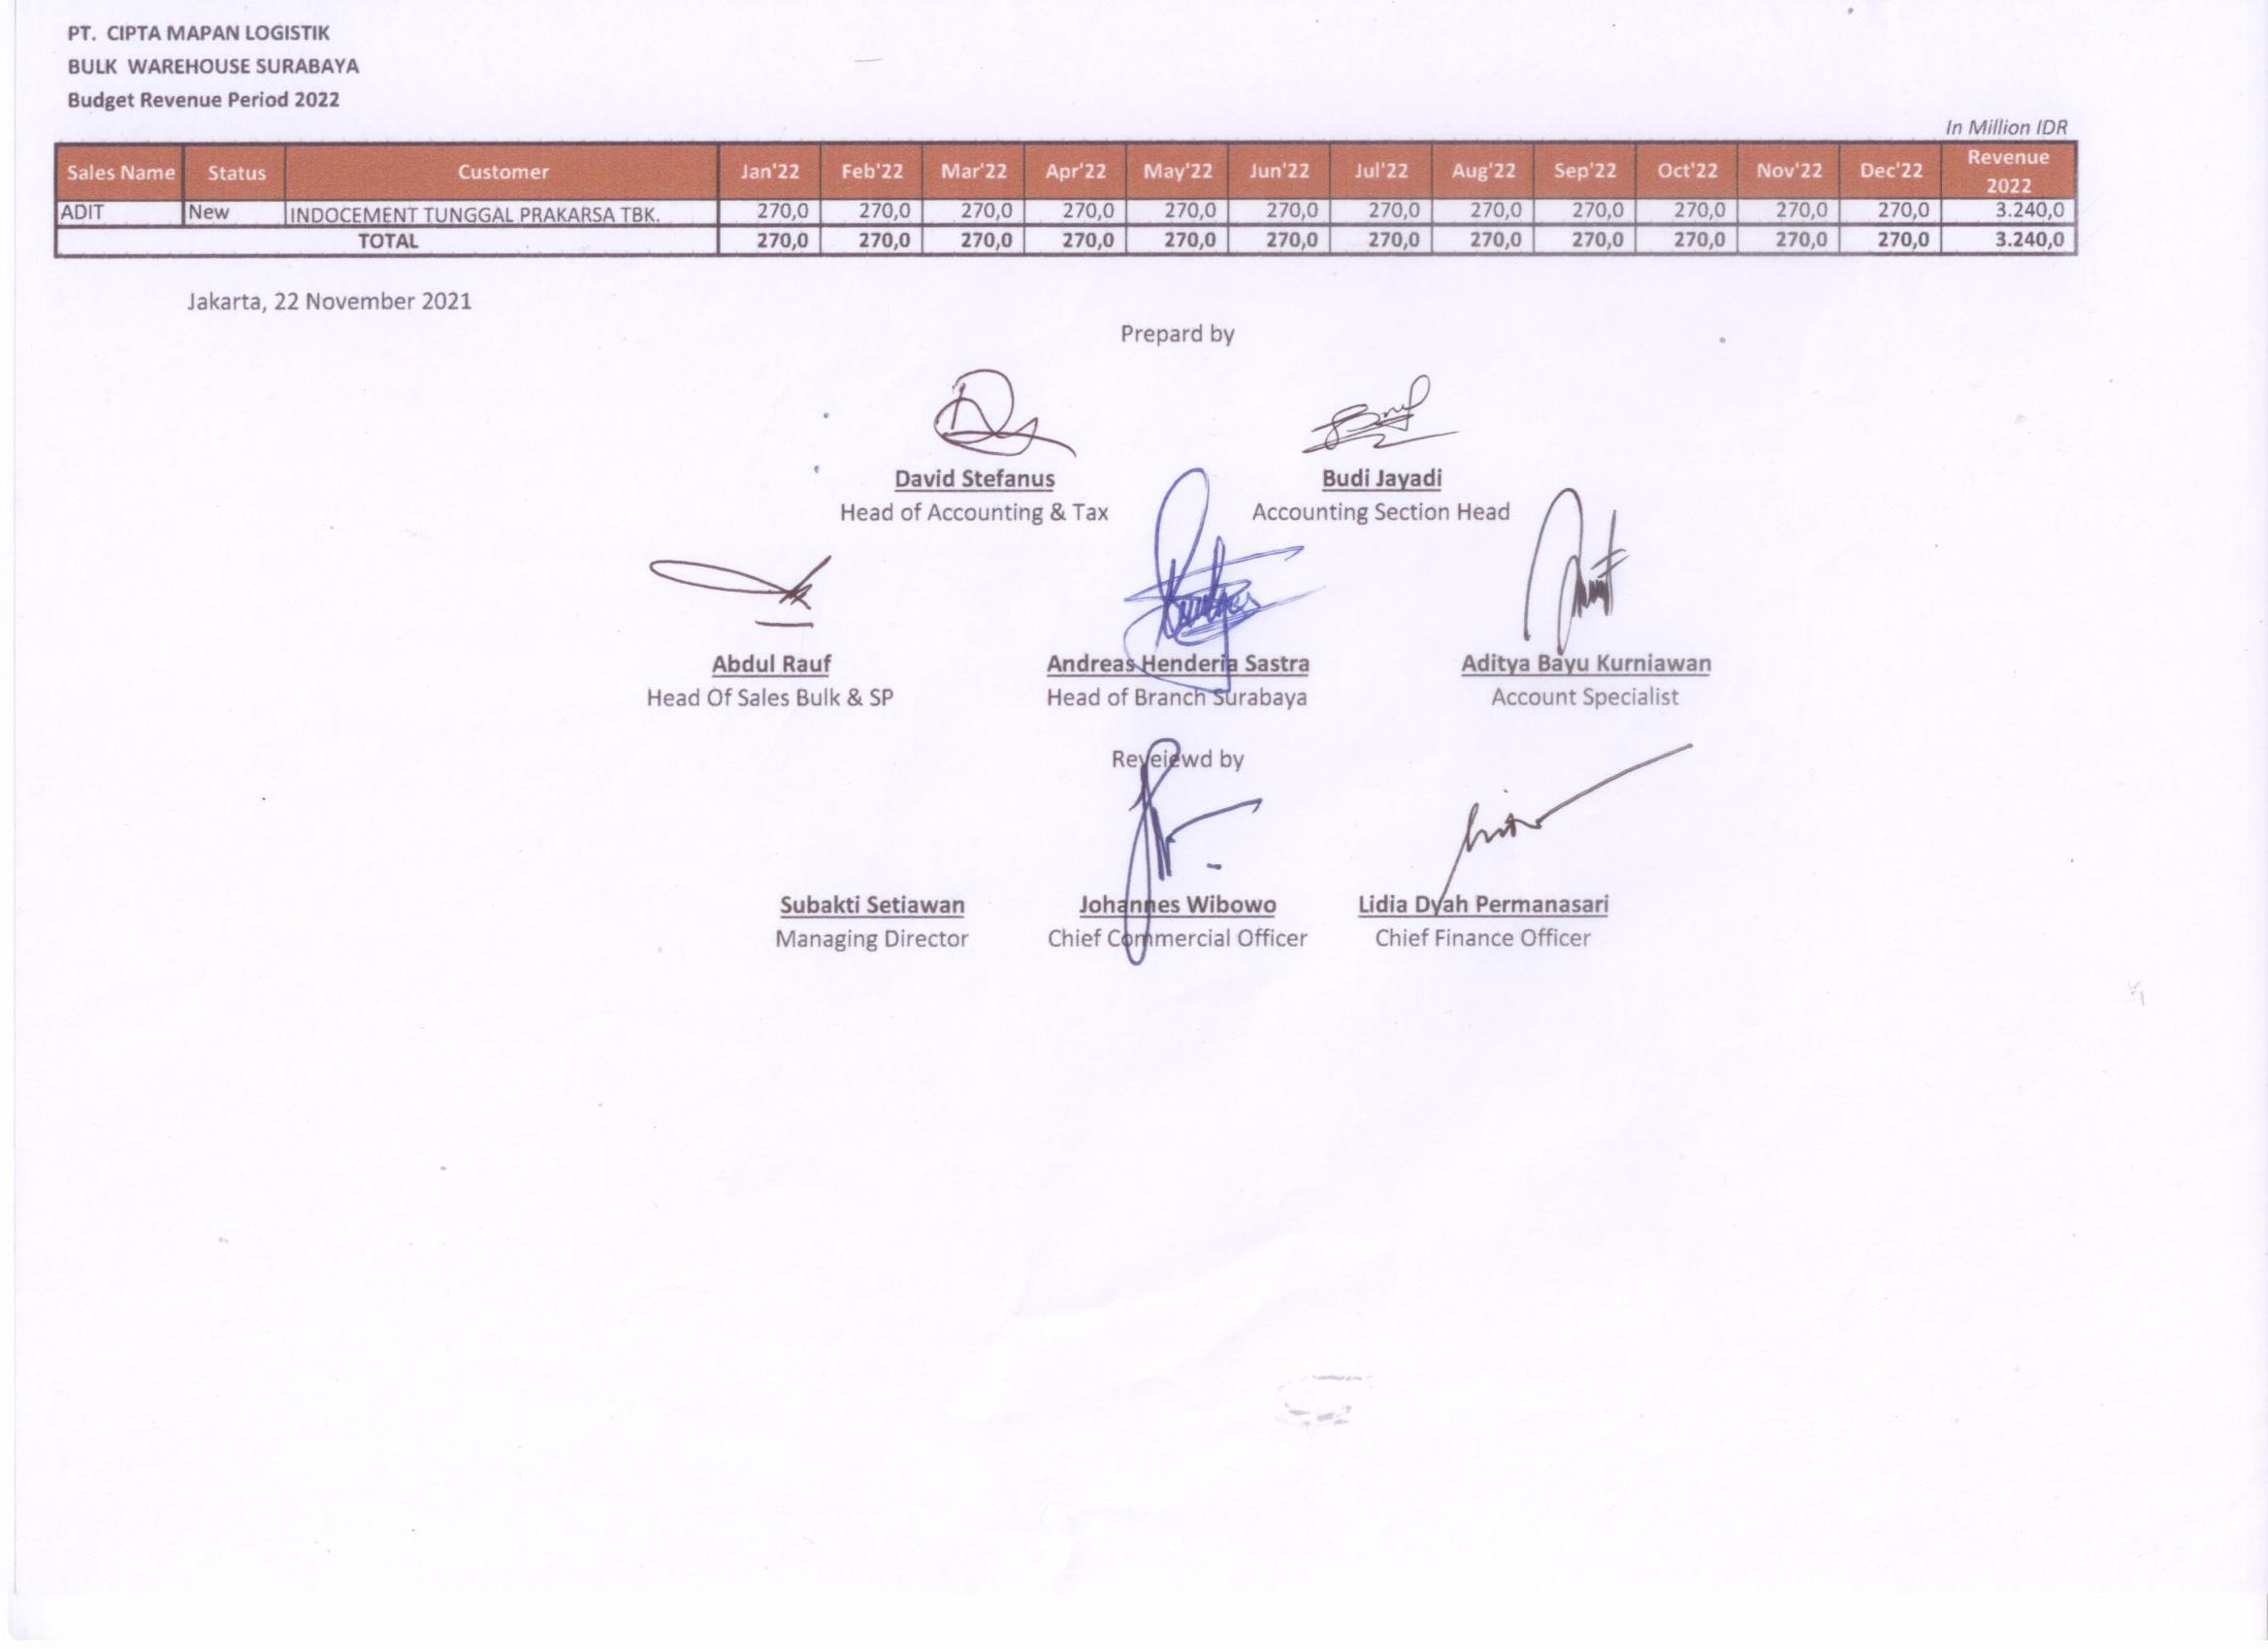 PT. CIPTA MAPAN LOGISTIK
BULK WAREHOUSE SURABAYA
Budget Revenue Period 2022
In Million IDR
Sales Name Status Customer Jan'22 Feb'22 Mar'22 Apr'22 May'22 Jun'22 Jul'22 Aug'22 Sep'22 Oct'22 Nov'22 Dec'22 Revenue 2022
ADIT New INDOCEMENT TUNGGAL PRAKARSA TBK. 270,0 270,0 270,0 270,0 270,0 270,0 270,0 270,0 270,0 270,0 270,0 270,0 3.240,0
TOTAL 270,0 270,0 270,0 270,0 270,0 270,0 270,0 270,0 270,0 270,0 270,0 270,0 3.240,0
Jakarta, 22 November 2021
Prepard by
David Stefanus Budi Jayadi
Head of Accounting & Tax Accounting Section Head
Abdul Rauf Andreas Henderia Sastra Aditya Bayu Kurniawan
Head Of Sales Bulk & SP Head of Branch Surabaya Account Specialist
Reveiewd by
Subakti Setiawan Johannes Wibowo Lidia Dyah Permanasari
Managing Director Chief Commercial Officer Chief Finance Officer